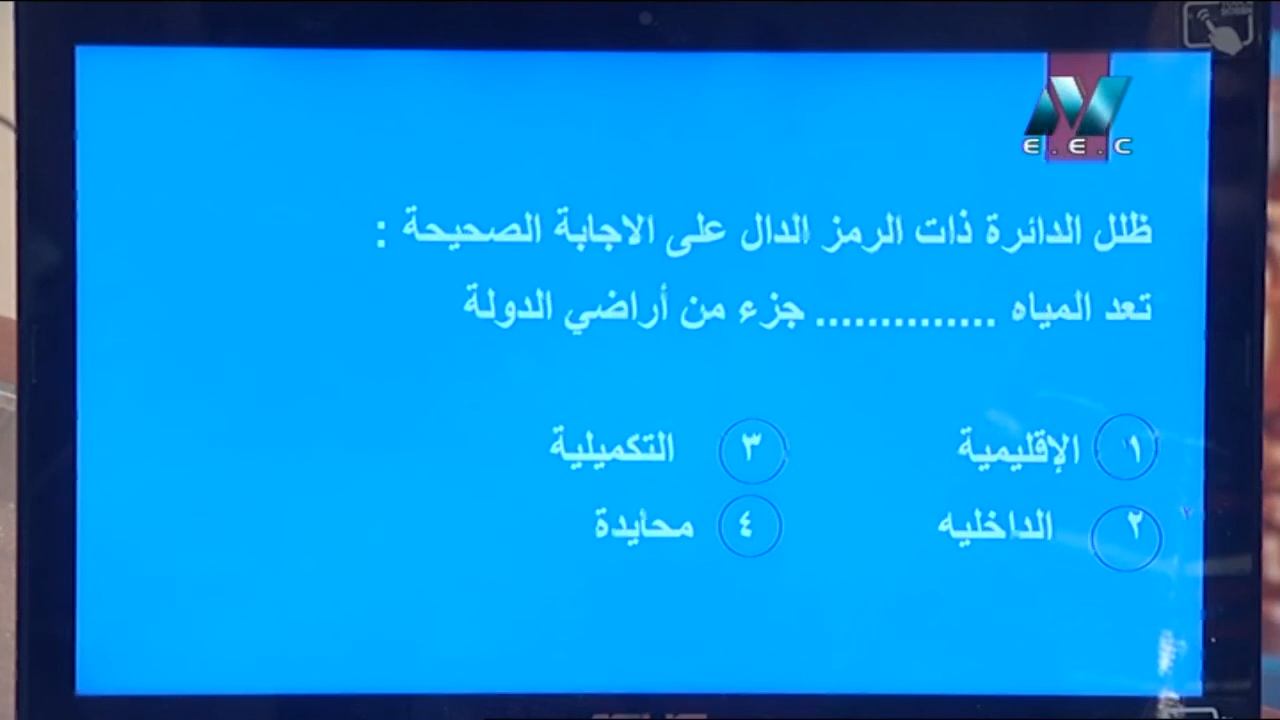 E.E.C
ظلل الدائرة ذات الرمز الدال على الاجابة الصحيحة :
تعد المياه .............. جزء من أراضي الدولة
١ الإقليمية ٣ التكميلية
٢ الداخليه ٤ محايدة